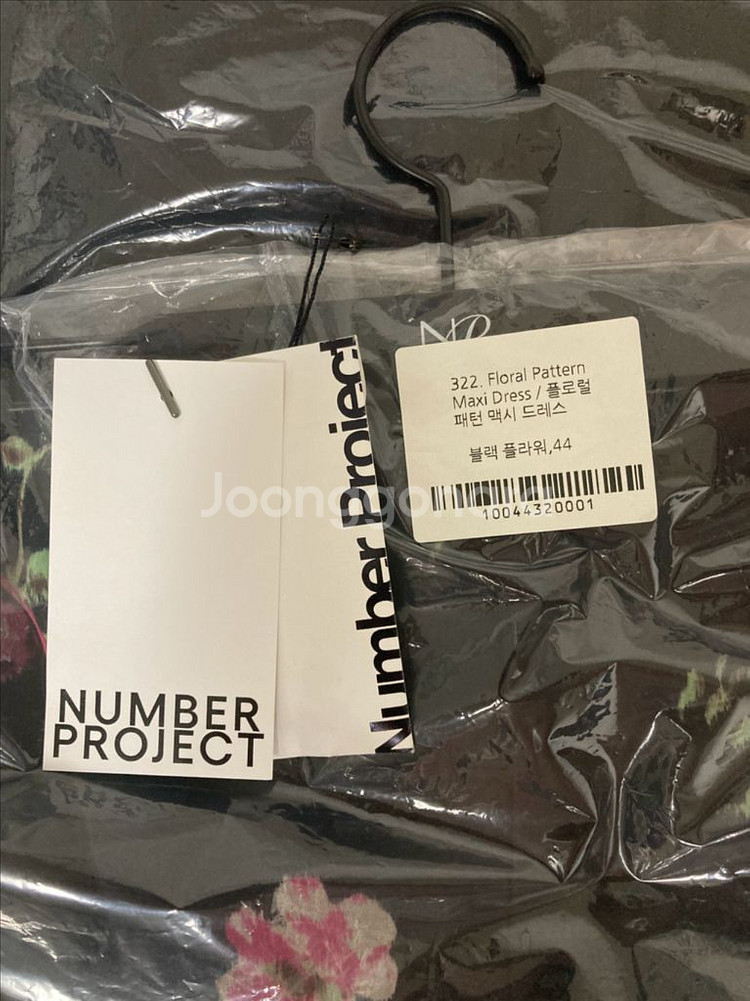 322. Floral Pattern
Maxi Dress / 플로럴
패턴 맥시 드레스
블랙 플라워,44
10044320001
Number Project
NUMBER
PROJECT
Joonggonara